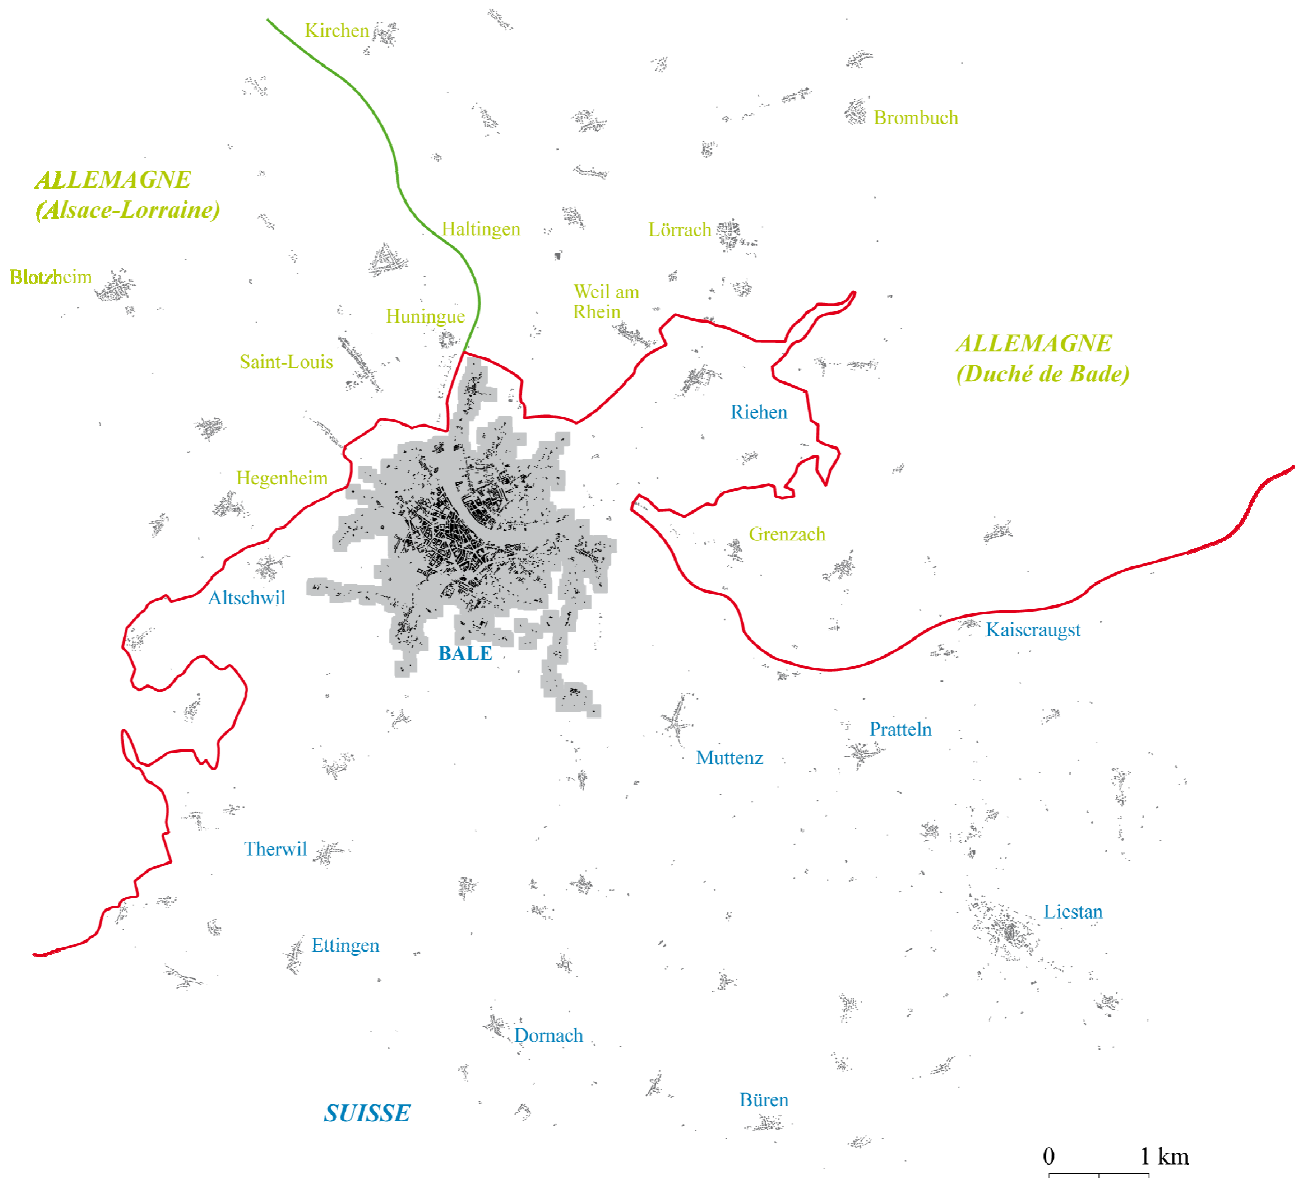 Kirchen
Brombuch
ALLEMAGNE
(Alsace-Lorraine)
Haltingen
Lörrach
Blotzheim
Weil am
Rhein
Huningue
ALLEMAGNE
(Duché de Bade)
Saint-Louis
Riehen
Hegenheim
Grenzach
Altschwil
Kaiseraugst
BALE
Pratteln
Muttenz
Therwil
Liestan
Ettingen
Dornach
Büren
SUISSE
0 1 km